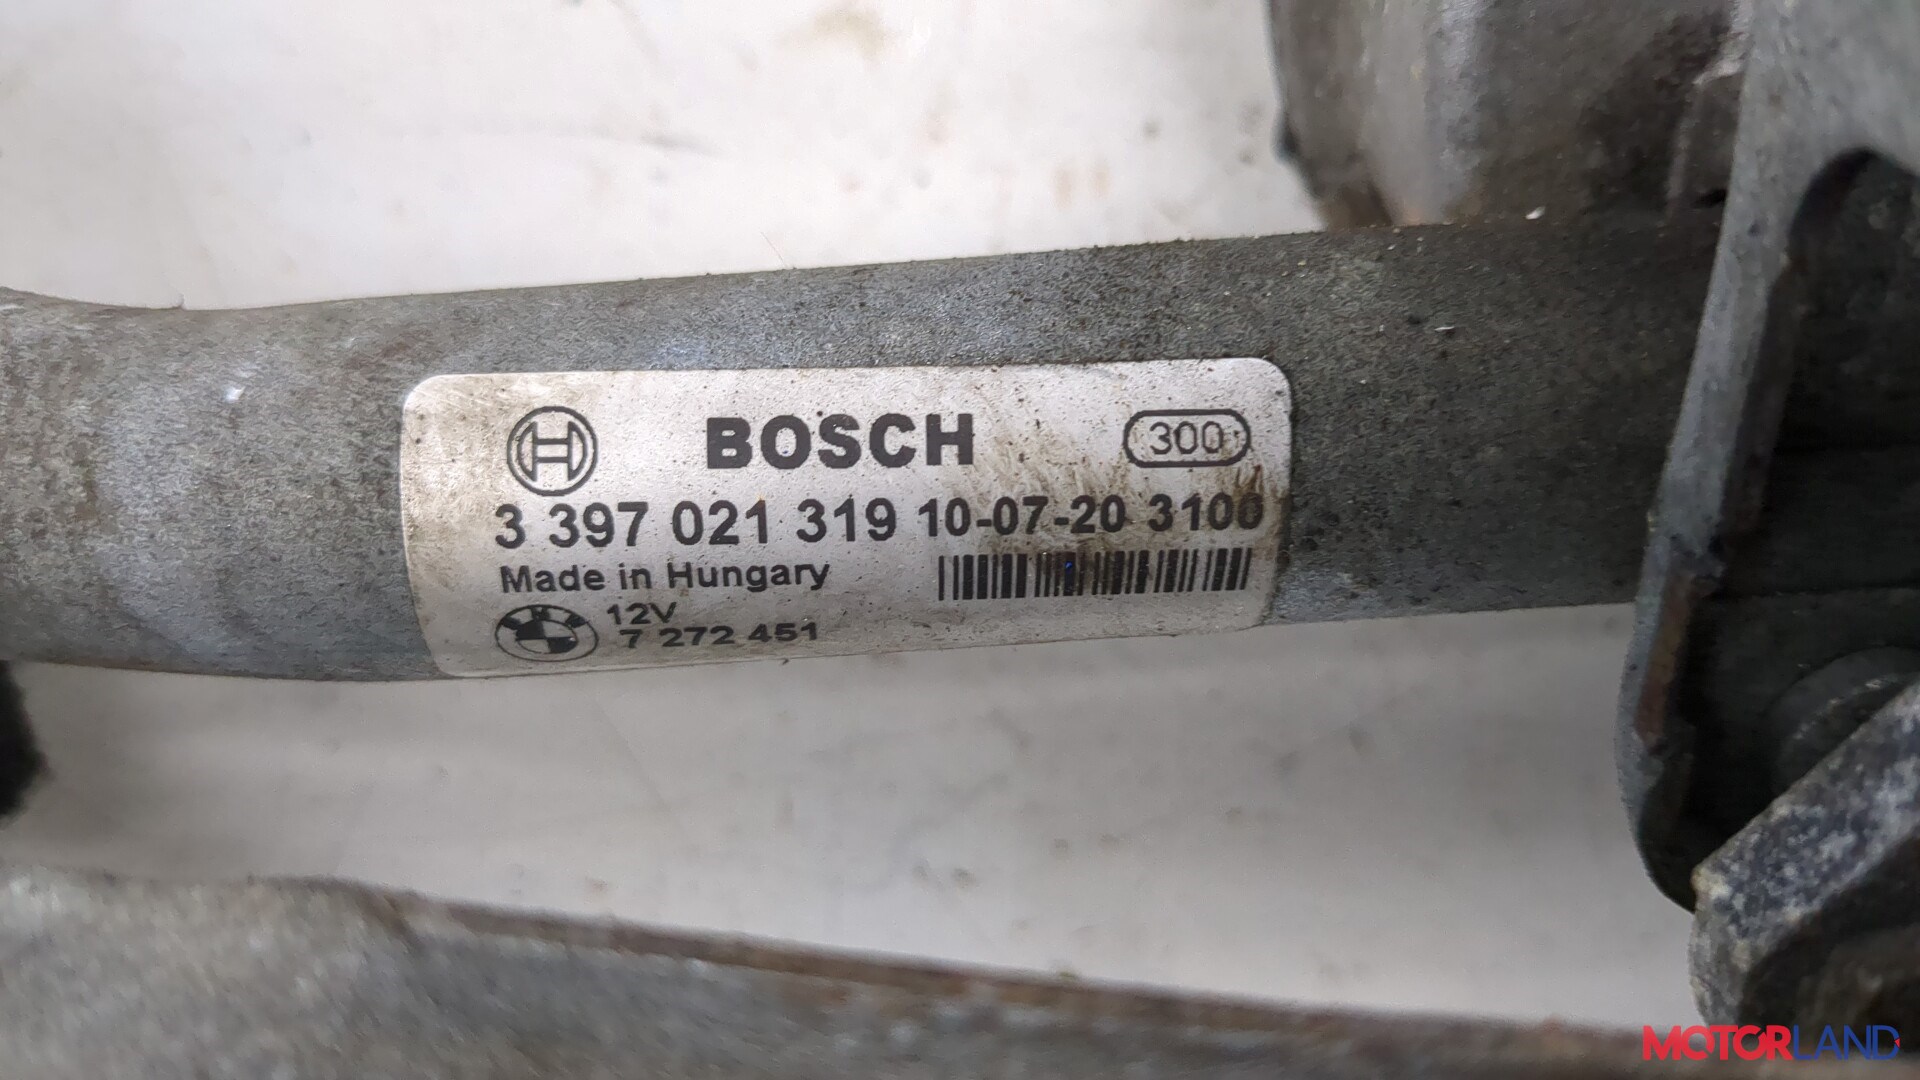 BOSCH 300
3 397 021 319 10-07-20 3100
Made in Hungary
12V
7 272 451
MOTORLAND